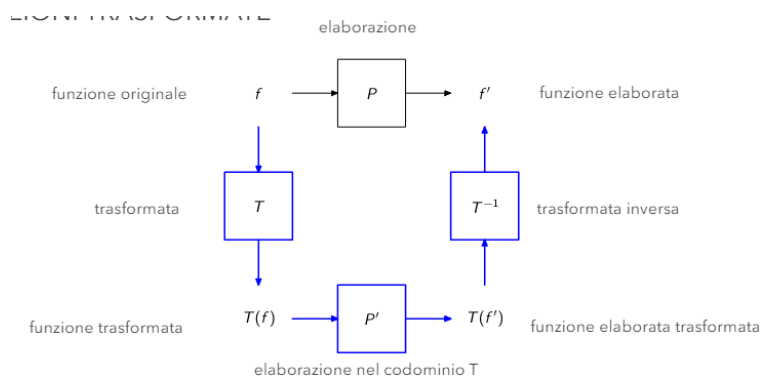 elaborazione
funzione originale f P f′ funzione elaborata
trasformata T T⁻¹ trasformata inversa
T(f) P′ T(f′)
funzione trasformata funzione elaborata trasformata
elaborazione nel codominio T